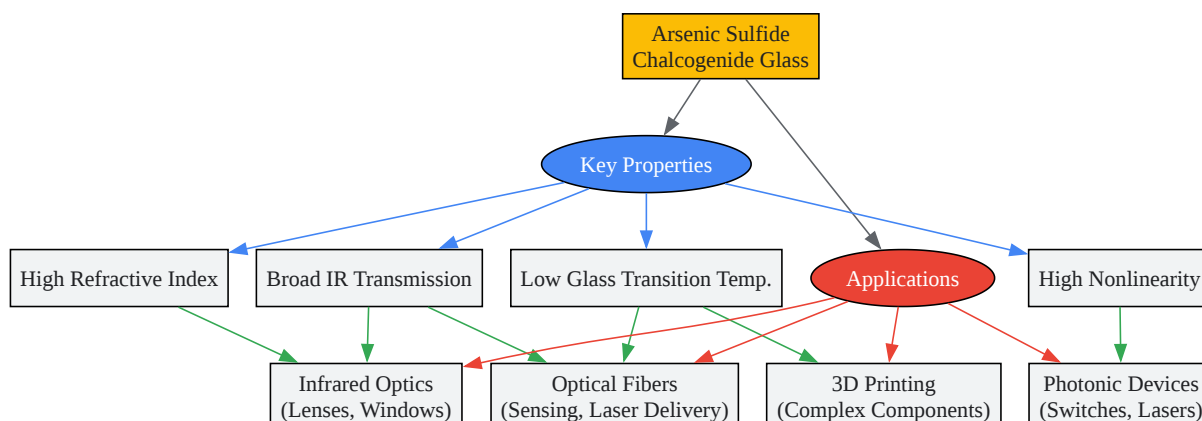 Arsenic Sulfide
Chalcogenide Glass
Key Properties
High Refractive Index
Broad IR Transmission
Low Glass Transition Temp.
Applications
High Nonlinearity
Infrared Optics
(Lenses, Windows)
Optical Fibers
(Sensing, Laser Delivery)
3D Printing
(Complex Components)
Photonic Devices
(Switches, Lasers)